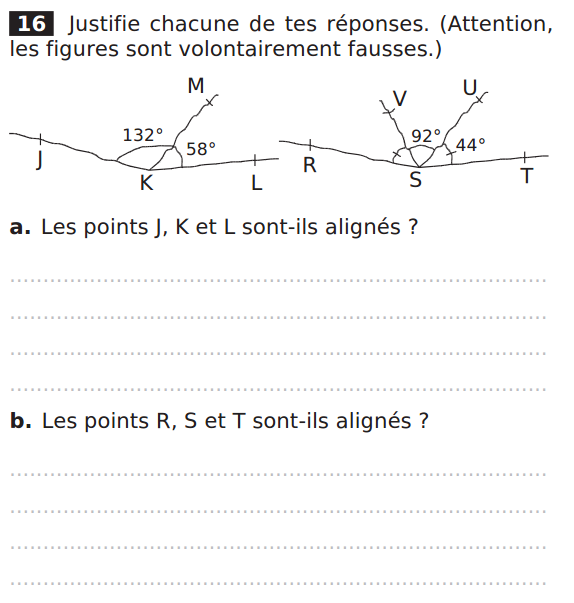 16 Justifie chacune de tes réponses. (Attention,
les figures sont volontairement fausses.)
M
132°
58°
J
K
L
V
U
92°
44°
R
S
T
a. Les points J, K et L sont-ils alignés ?
b. Les points R, S et T sont-ils alignés ?